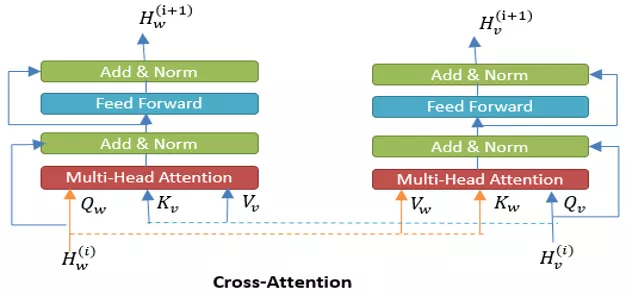 H_w^(i+1) H_v^(i+1)
Add & Norm Add & Norm
Feed Forward Feed Forward
Add & Norm Add & Norm
Multi-Head Attention Multi-Head Attention
Q_w K_v V_v V_w K_w Q_v
H_w^(i) H_v^(i)
Cross-Attention